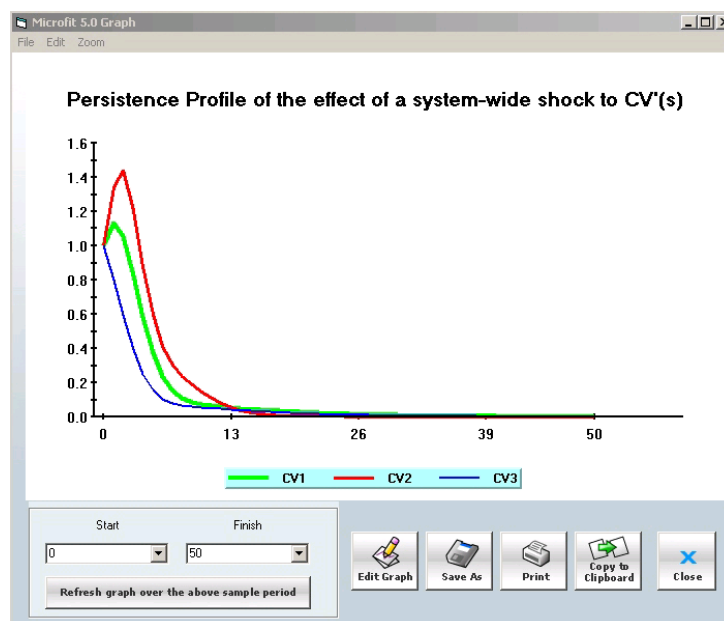 Microfit 5.0 Graph
File Edit Zoom
Persistence Profile of the effect of a system-wide shock to CV'(s)
1.6
1.4
1.2
1.0
0.8
0.6
0.4
0.2
0.0
0 13 26 39 50
CV1 CV2 CV3
Start Finish
0 50
Refresh graph over the above sample period
Edit Graph
Save As
Print
Copy to
Clipboard
Close